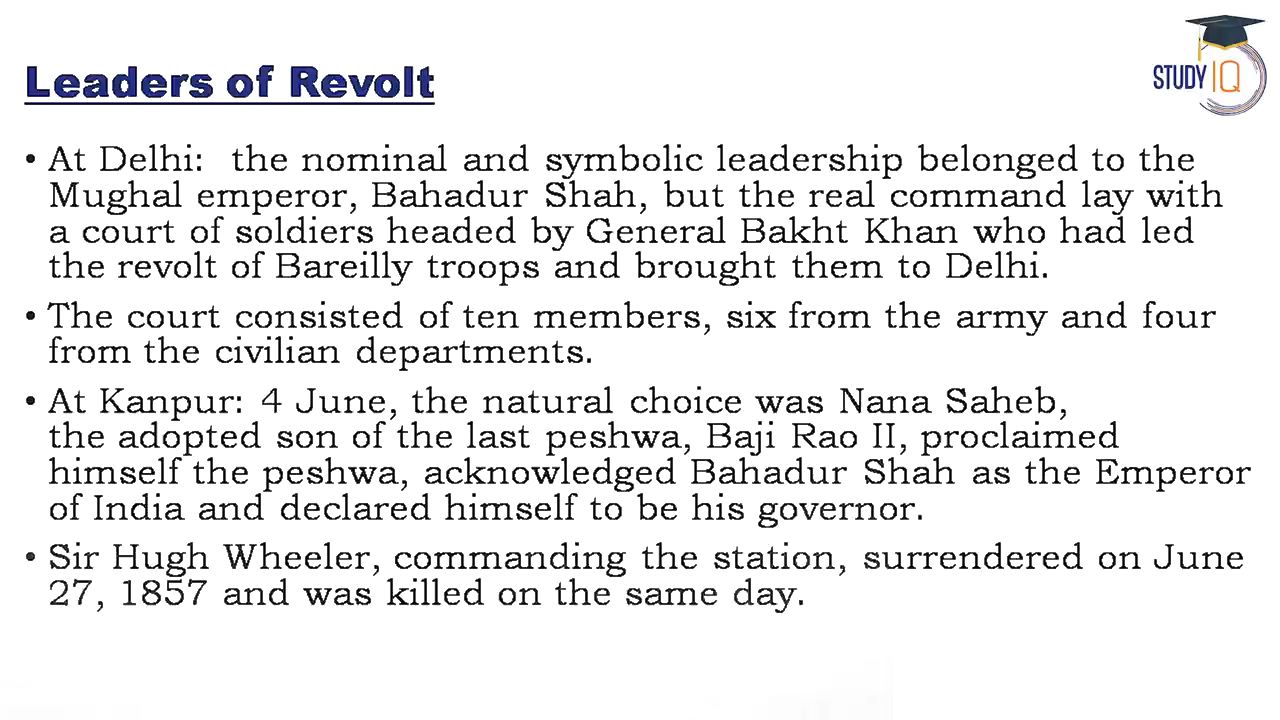 STUDY IQ
Leaders of Revolt
• At Delhi: the nominal and symbolic leadership belonged to the
Mughal emperor, Bahadur Shah, but the real command lay with
a court of soldiers headed by General Bakht Khan who had led
the revolt of Bareilly troops and brought them to Delhi.
• The court consisted of ten members, six from the army and four
from the civilian departments.
• At Kanpur: 4 June, the natural choice was Nana Saheb,
the adopted son of the last peshwa, Baji Rao II, proclaimed
himself the peshwa, acknowledged Bahadur Shah as the Emperor
of India and declared himself to be his governor.
• Sir Hugh Wheeler, commanding the station, surrendered on June
27, 1857 and was killed on the same day.